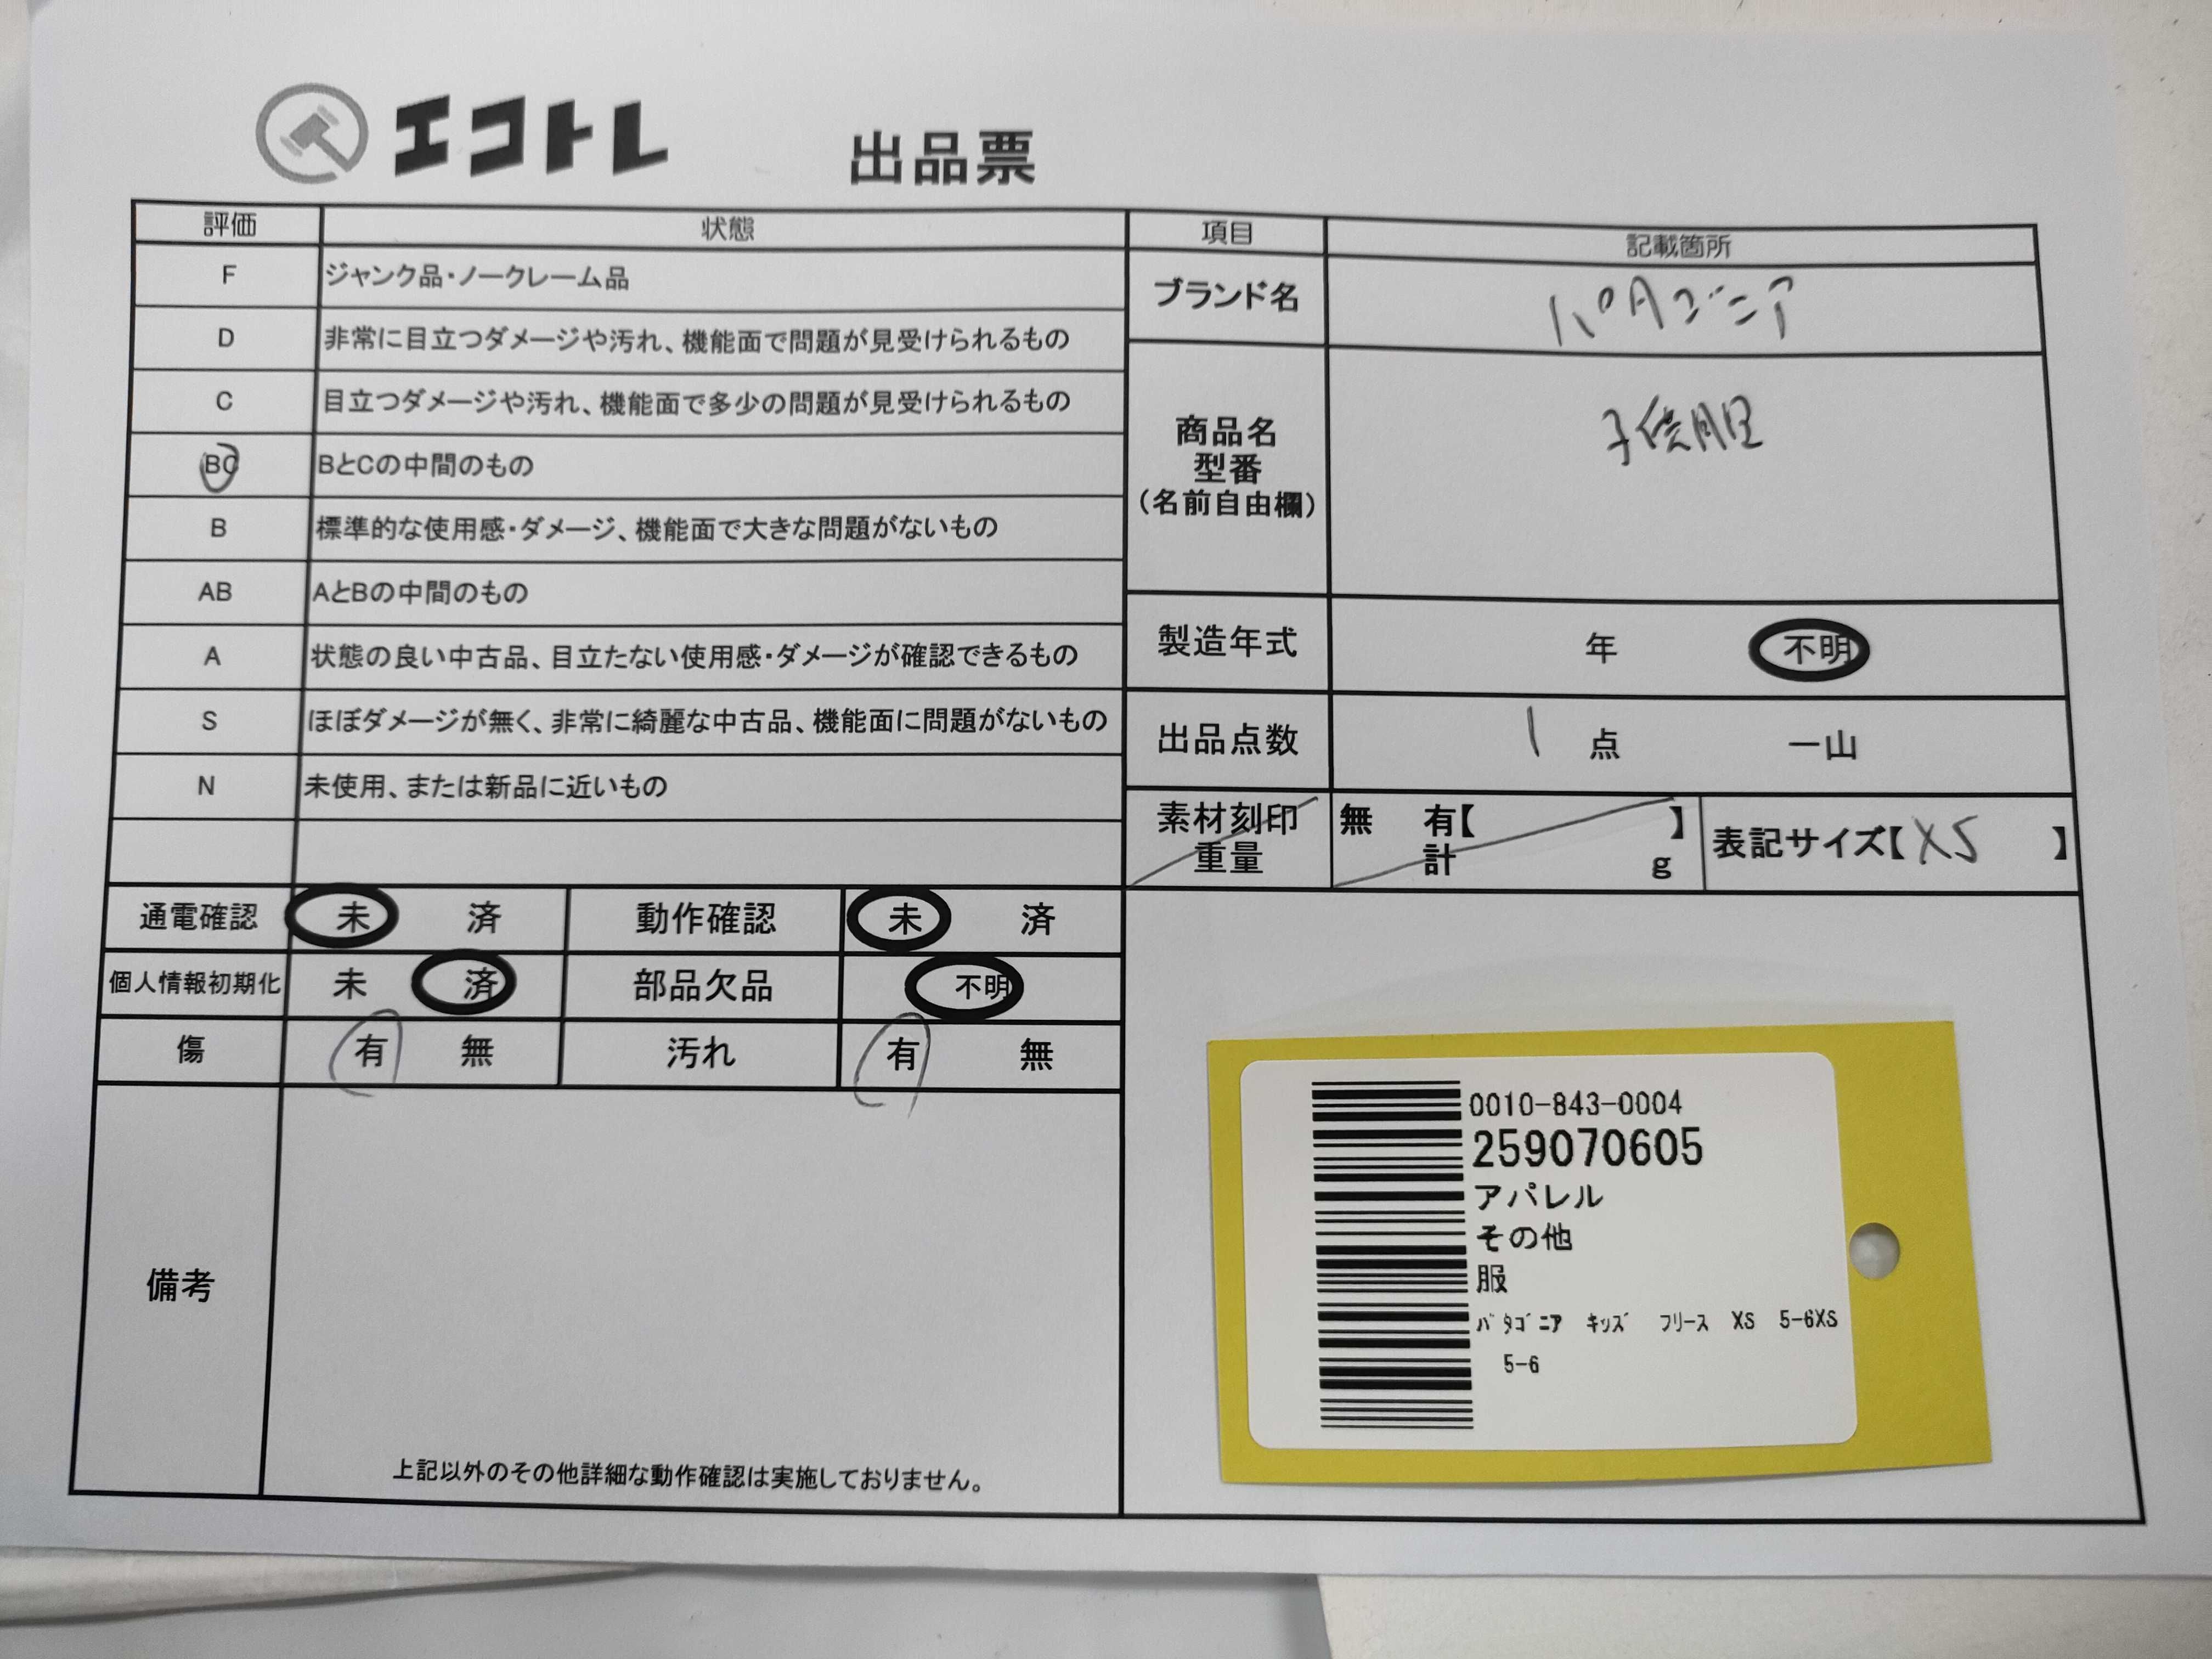 エコトレ 出品票
評価 状態
F ジャンク品・ノークレーム品
D 非常に目立つダメージや汚れ、機能面で問題が見受けられるもの
C 目立つダメージや汚れ、機能面で多少の問題が見受けられるもの
BC BとCの中間のもの
B 標準的な使用感・ダメージ、機能面で大きな問題がないもの
AB AとBの中間のもの
A 状態の良い中古品、目立たない使用感・ダメージが確認できるもの
S ほぼダメージが無く、非常に綺麗な中古品、機能面に問題がないもの
N 未使用、または新品に近いもの
通電確認 未 済 動作確認 未 済
個人情報初期化 未 済 部品欠品 不明
傷 有 無 汚れ 有 無
備考
上記以外のその他詳細な動作確認は実施しておりません。
項目 記載箇所
ブランド名 パタゴニア
商品名
型番
(名前自由欄)
子供服
製造年式 年 不明
出品点数 1 点 一山
素材刻印 無 有【 】
重量 計 g
表記サイズ【XS 】
0010-843-0004
259070605
アパレル
その他
服
ﾊﾟﾀｺﾞﾆｱ ｷｯｽﾞ ﾌﾘｰｽ XS 5-6XS
5-6